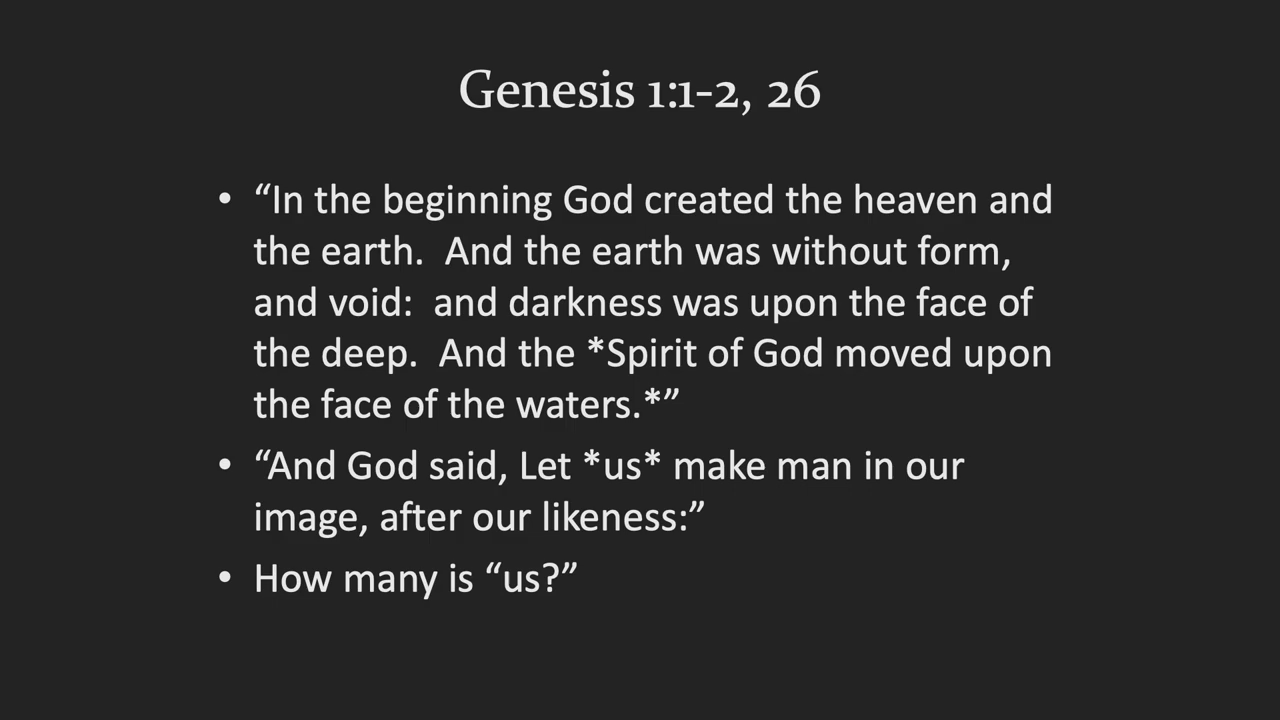 Genesis 1:1-2, 26
• “In the beginning God created the heaven and
the earth.  And the earth was without form,
and void:  and darkness was upon the face of
the deep.  And the *Spirit of God moved upon
the face of the waters.*”
• “And God said, Let *us* make man in our
image, after our likeness:”
• How many is “us?”